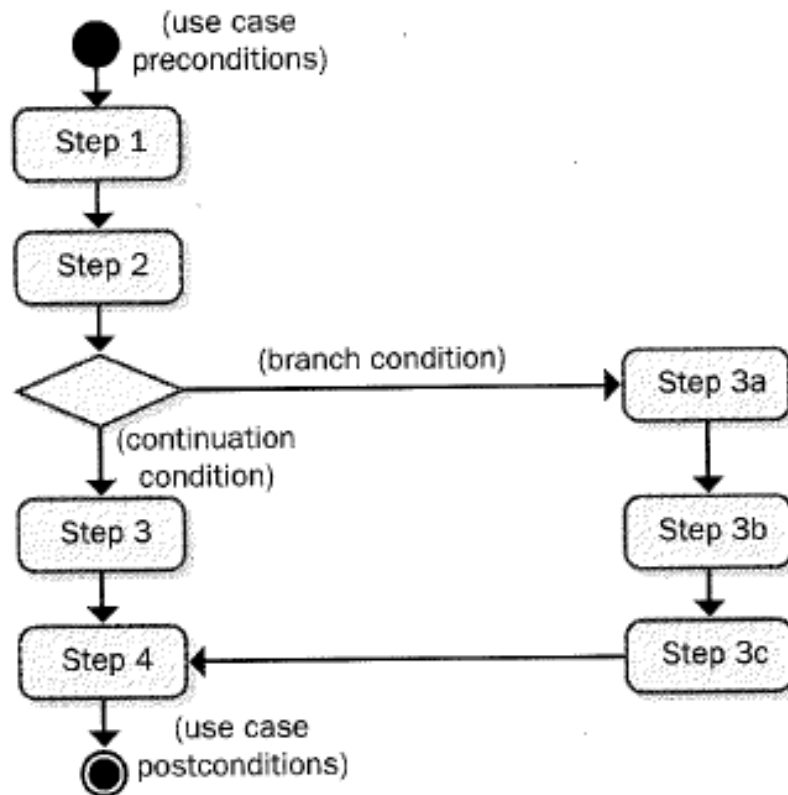 (use case
preconditions)
Step 1
Step 2
(branch condition)
Step 3a
(continuation
condition)
Step 3
Step 3b
Step 4
Step 3c
(use case
postconditions)